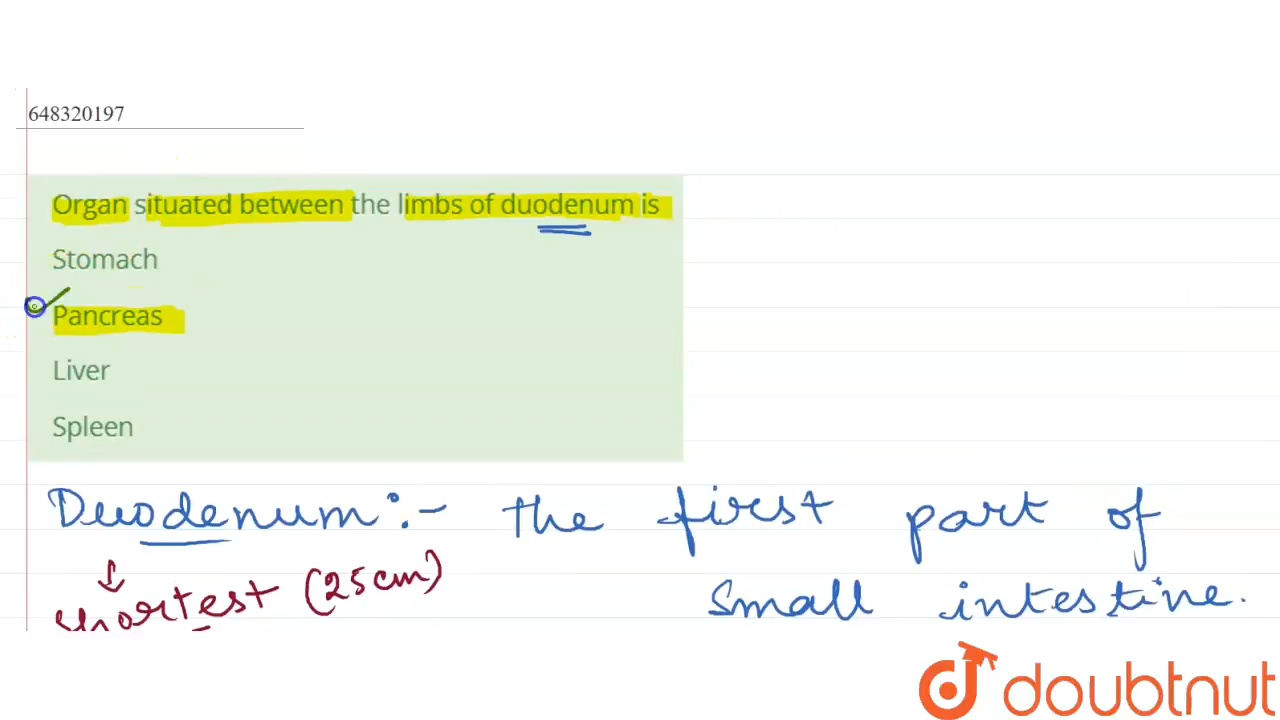 648320197
Organ situated between the limbs of duodenum is
Stomach
Pancreas
Liver
Spleen
Duodenum :- the first part of
small intestine.
shortest (25cm)
doubtnut